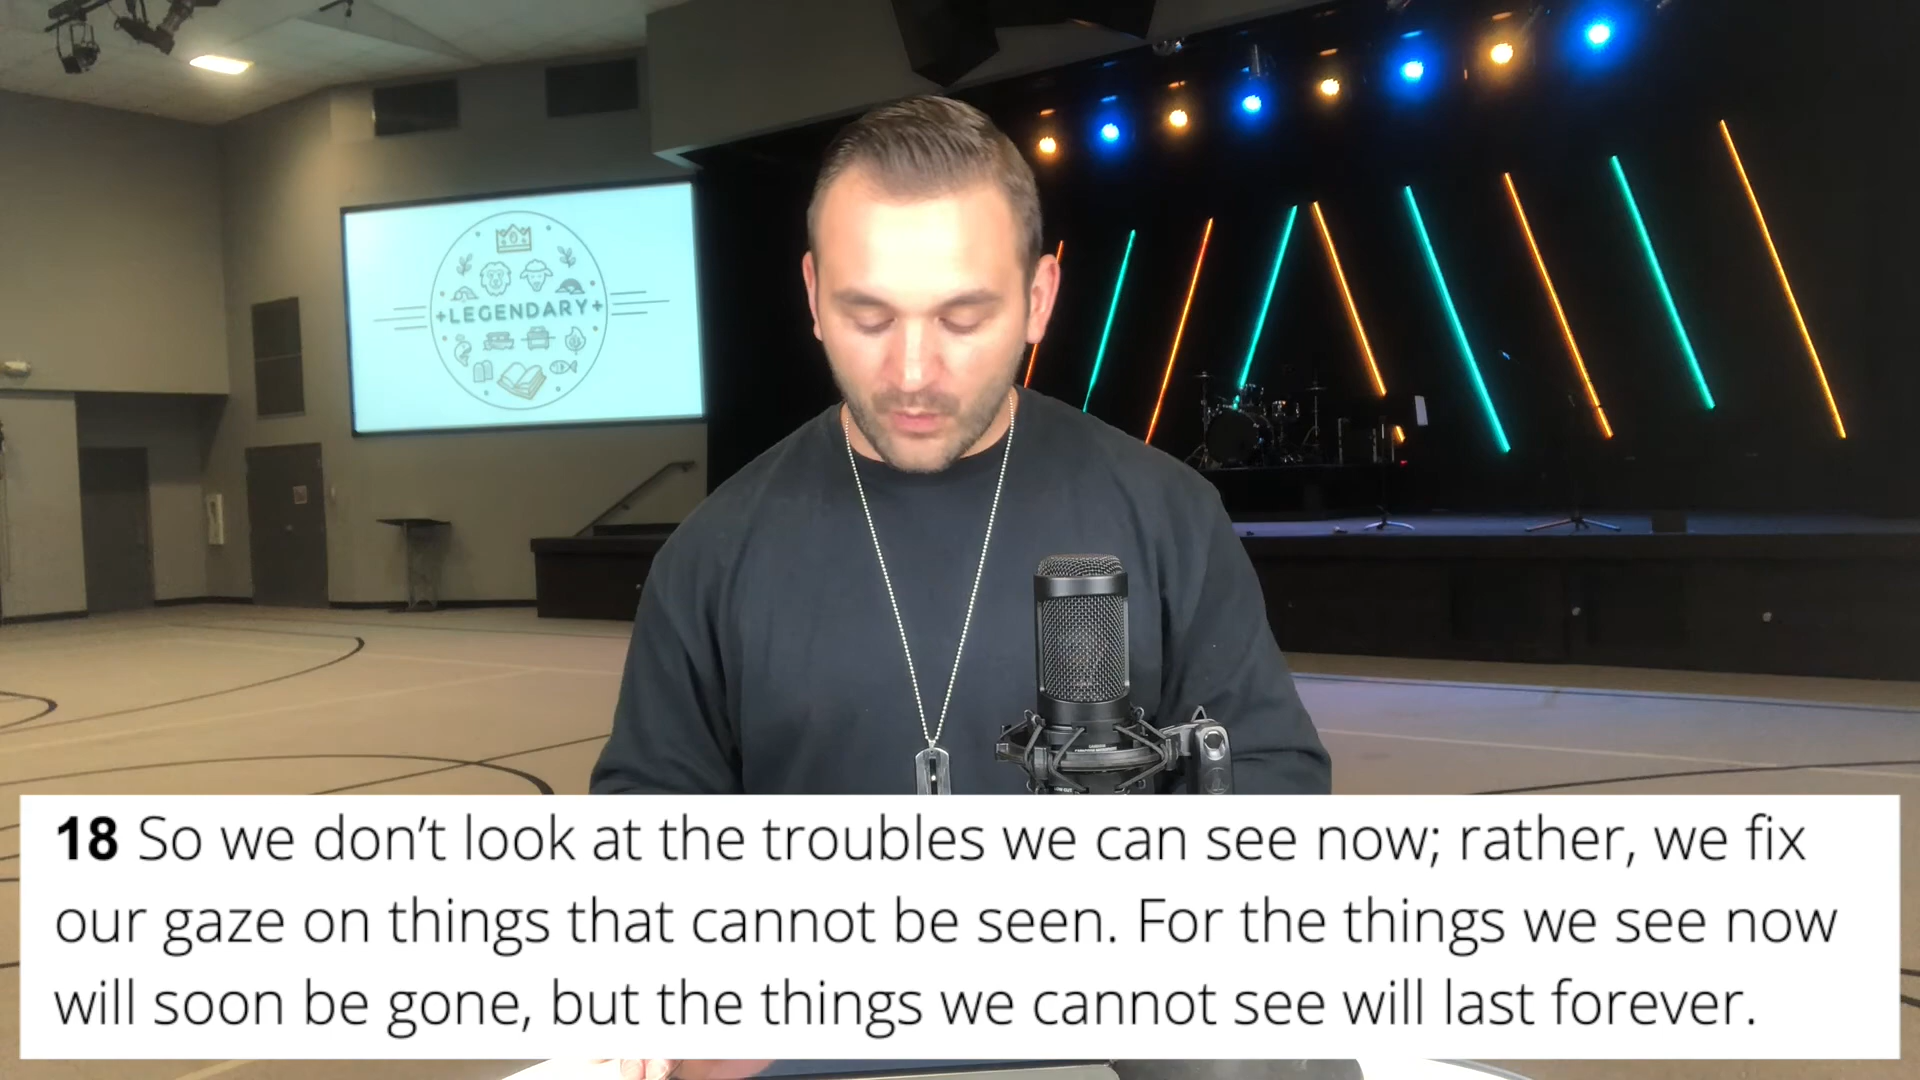 +LEGENDARY+
18 So we don’t look at the troubles we can see now; rather, we fix
our gaze on things that cannot be seen. For the things we see now
will soon be gone, but the things we cannot see will last forever.